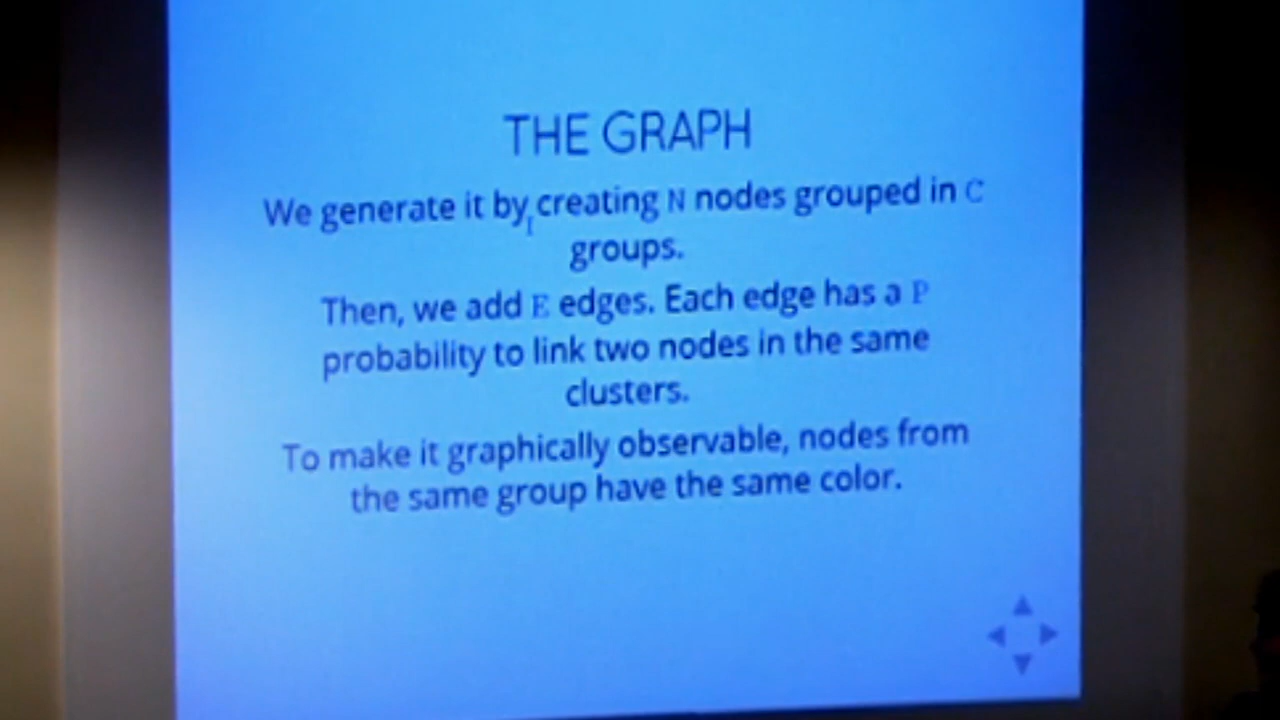 THE GRAPH
We generate it by creating N nodes grouped in C
groups.
Then, we add E edges. Each edge has a P
probability to link two nodes in the same
clusters.
To make it graphically observable, nodes from
the same group have the same color.